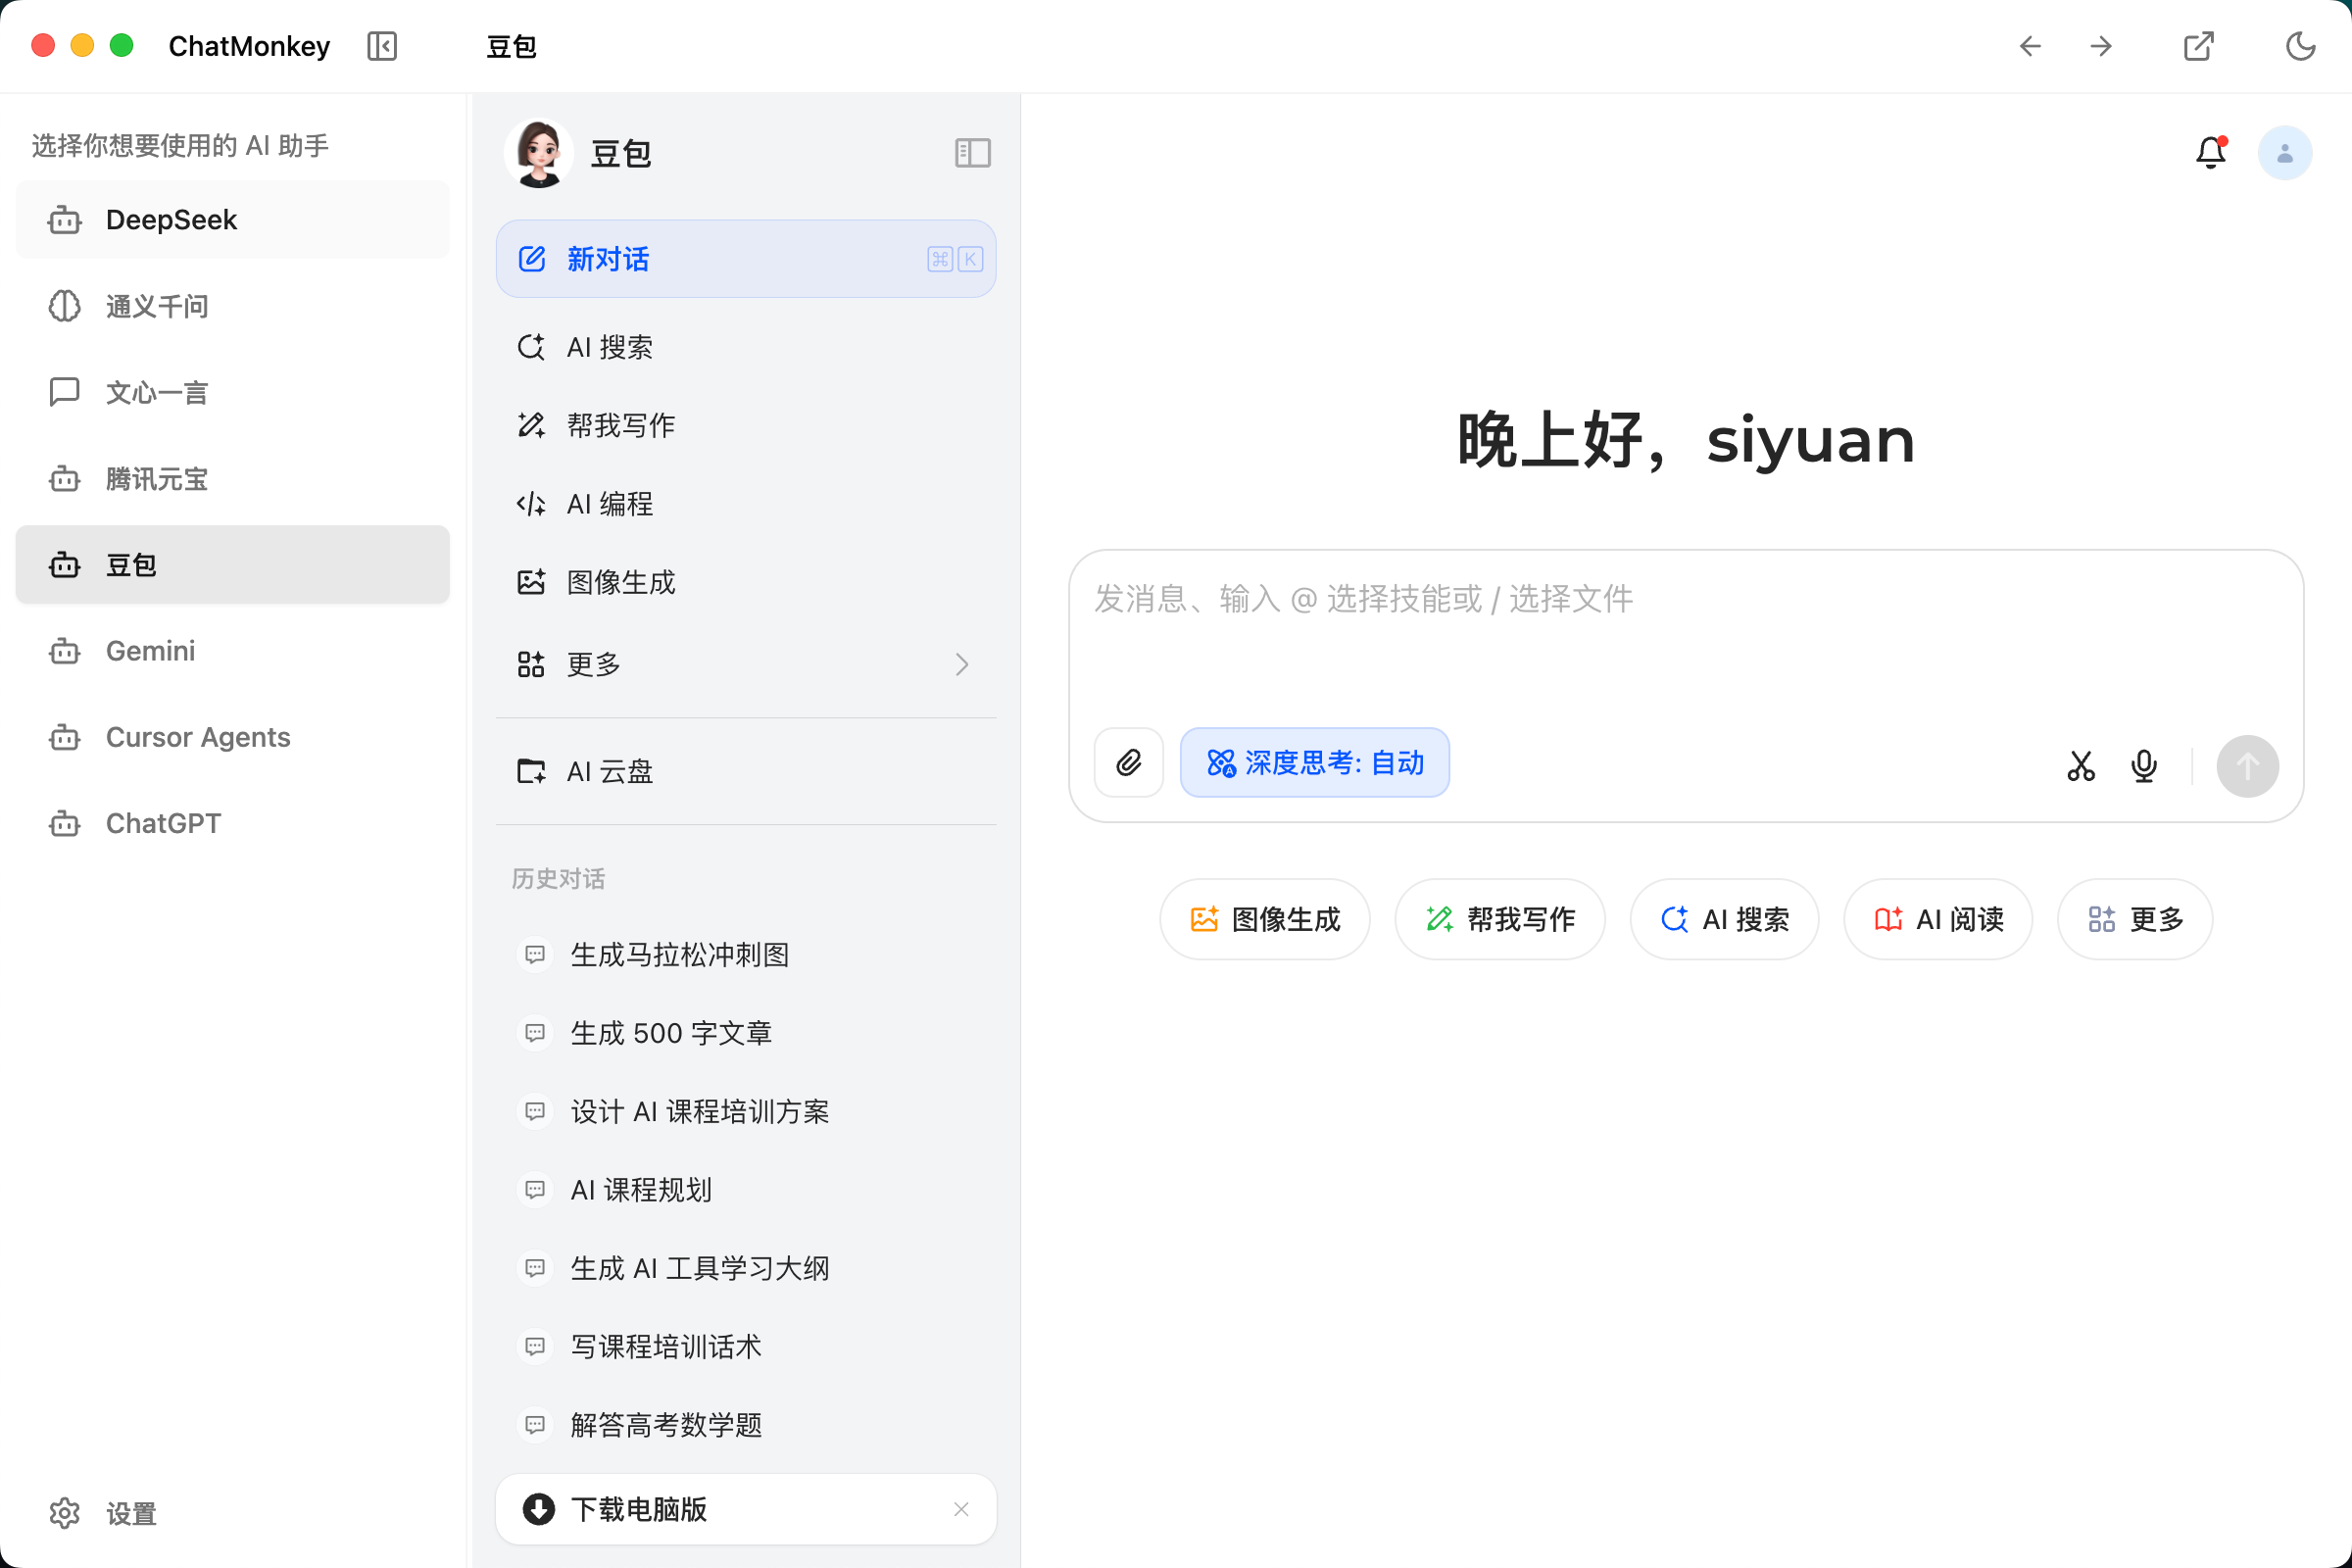 ChatMonkey
豆包
选择你想要使用的 AI 助手
DeepSeek
通义千问
文心一言
腾讯元宝
豆包
Gemini
Cursor Agents
ChatGPT
设置
豆包
新对话 ⌘ K
AI 搜索
帮我写作
AI 编程
图像生成
更多
AI 云盘
历史对话
生成马拉松冲刺图
生成 500 字文章
设计 AI 课程培训方案
AI 课程规划
生成 AI 工具学习大纲
写课程培训话术
解答高考数学题
下载电脑版
晚上好，siyuan
发消息、输入 @ 选择技能或 / 选择文件
深度思考: 自动
图像生成 帮我写作 AI 搜索 AI 阅读 更多